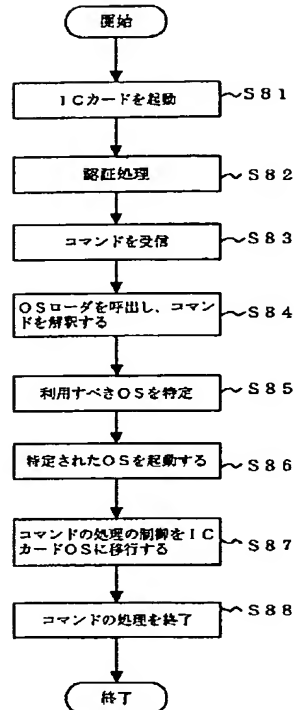 開始
ICカードを起動
S81
認証処理
S82
コマンドを受信
S83
OSローダを呼出し、コマン
ドを解釈する
S84
利用すべきOSを特定
S85
特定されたOSを起動する
S86
コマンドの処理の制御をIC
カードOSに移行する
S87
コマンドの処理を終了
S88
終了